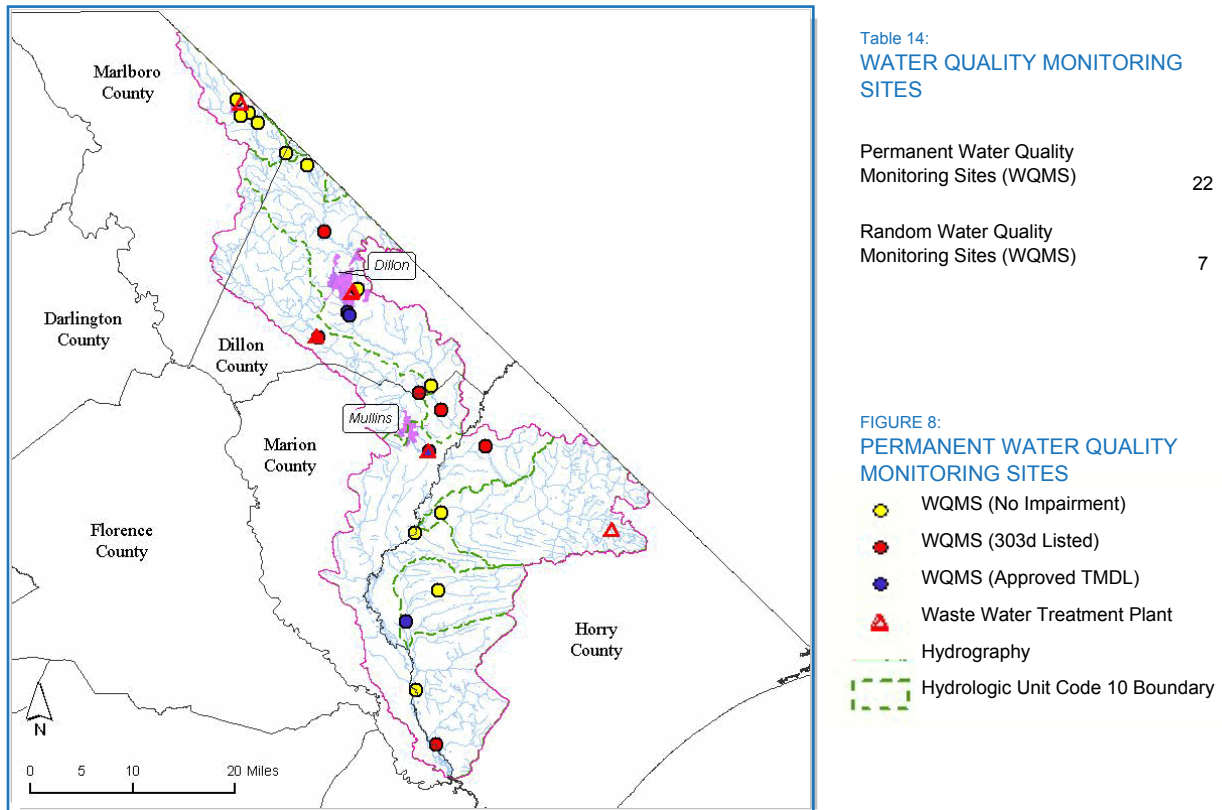 Marlboro
County
Dillon
Darlington
County
Dillon
County
Mullins
Marion
County
Florence
County
Horry
County
N
0 5 10 20 Miles
Table 14:
WATER QUALITY MONITORING
SITES
Permanent Water Quality
Monitoring Sites (WQMS) 22
Random Water Quality
Monitoring Sites (WQMS) 7
FIGURE 8:
PERMANENT WATER QUALITY
MONITORING SITES
WQMS (No Impairment)
WQMS (303d Listed)
WQMS (Approved TMDL)
Waste Water Treatment Plant
Hydrography
Hydrologic Unit Code 10 Boundary